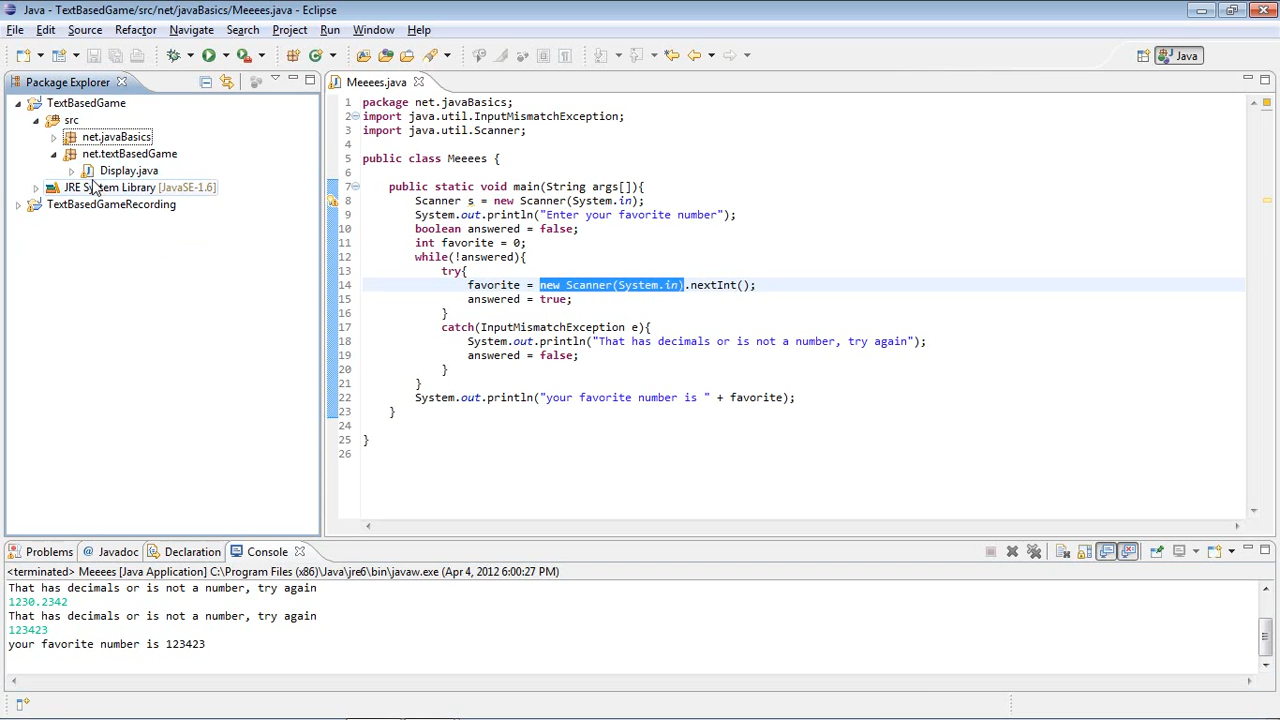 Java - TextBasedGame/src/net/javaBasics/Meeees.java - Eclipse
File Edit Source Refactor Navigate Search Project Run Window Help
Java
Package Explorer
TextBasedGame
src
net.javaBasics
net.textBasedGame
Display.java
JRE System Library [JavaSE-1.6]
TextBasedGameRecording
Meeees.java
1 package net.javaBasics;
2 import java.util.InputMismatchException;
3 import java.util.Scanner;
4
5 public class Meeees {
6
7 public static void main(String args[]){
8 Scanner s = new Scanner(System.in);
9 System.out.println("Enter your favorite number");
10 boolean answered = false;
11 int favorite = 0;
12 while(!answered){
13 try{
14 favorite = new Scanner(System.in).nextInt();
15 answered = true;
16 }
17 catch(InputMismatchException e){
18 System.out.println("That has decimals or is not a number, try again");
19 answered = false;
20 }
21 }
22 System.out.println("your favorite number is " + favorite);
23 }
24
25 }
26
Problems Javadoc Declaration Console
<terminated> Meeees [Java Application] C:\Program Files (x86)\Java\jre6\bin\javaw.exe (Apr 4, 2012 6:00:27 PM)
That has decimals or is not a number, try again
1230.2342
That has decimals or is not a number, try again
123423
your favorite number is 123423